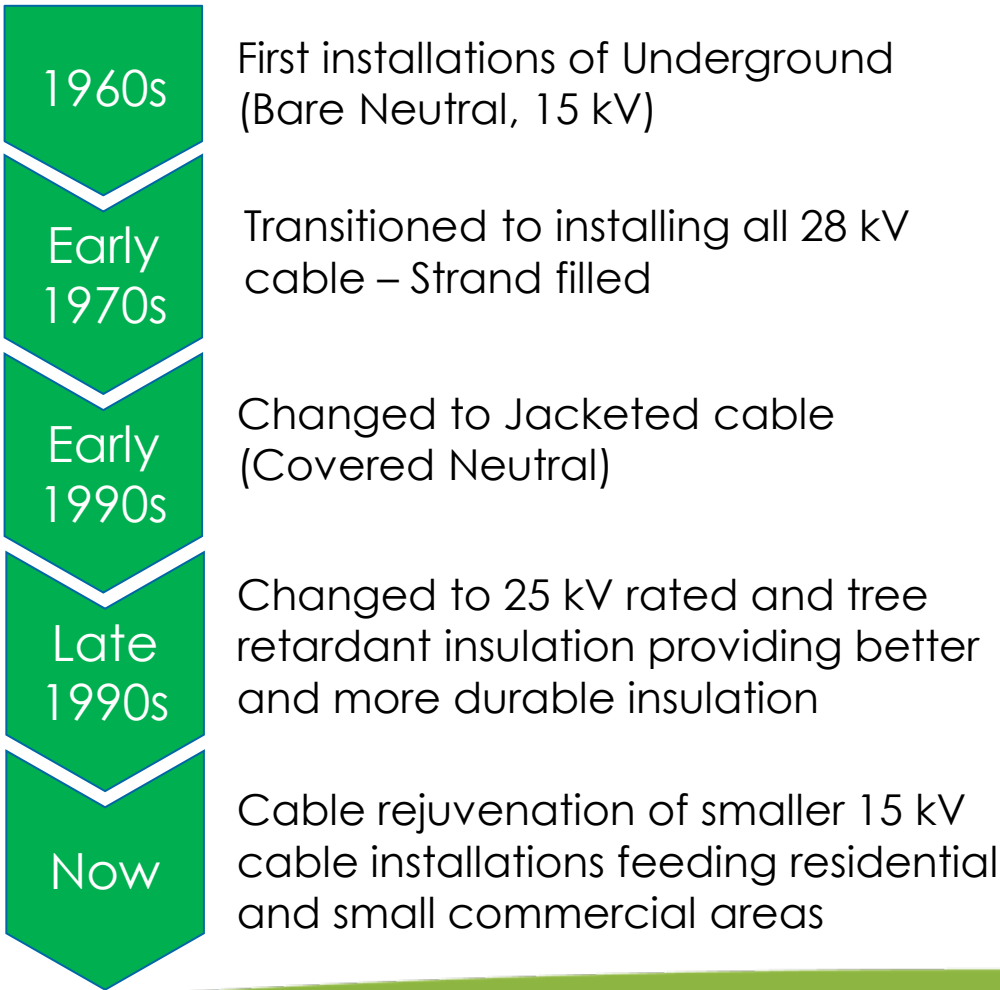 1960s
First installations of Underground
(Bare Neutral, 15 kV)
Early
1970s
Transitioned to installing all 28 kV
cable – Strand filled
Early
1990s
Changed to Jacketed cable
(Covered Neutral)
Late
1990s
Changed to 25 kV rated and tree
retardant insulation providing better
and more durable insulation
Now
Cable rejuvenation of smaller 15 kV
cable installations feeding residential
and small commercial areas